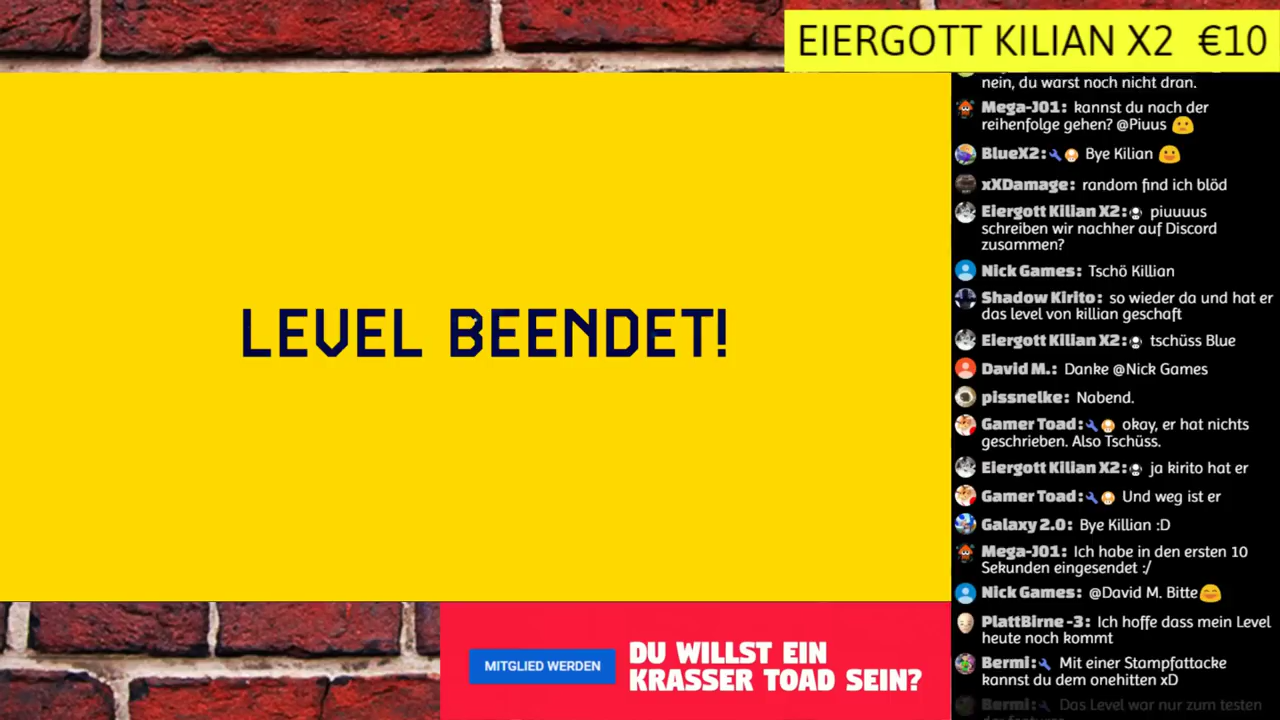 EIERGOTT KILIAN X2 €10
nein, du warst noch nicht dran.
Mega-J01: kannst du nach der
reihenfolge gehen? @Piuus
BlueX2: Bye Kilian
xXDamage: random find ich blöd
Eiergott Kilian X2: piuuuus
schreiben wir nachher auf Discord
zusammen?
Nick Games: Tschö Killian
Shadow Kirito: so wieder da und hat er
das level von killian geschaft
LEVEL BEENDET!
Eiergott Kilian X2: tschüss Blue
David M.: Danke @Nick Games
pissnelke: Nabend.
Gamer Toad: okay, er hat nichts
geschrieben. Also Tschüss.
Eiergott Kilian X2: ja kirito hat er
Gamer Toad: Und weg ist er
Galaxy 2.0: Bye Killian :D
Mega-J01: Ich habe in den ersten 10
Sekunden eingesendet :/
Nick Games: @David M. Bitte
PlattBirne -3: Ich hoffe dass mein Level
heute noch kommt
Bermi: Mit einer Stampfattacke
kannst du dem onehitten xD
Bermi: Das Level war nur zum testen
MITGLIED WERDEN
DU WILLST EIN
KRASSER TOAD SEIN?